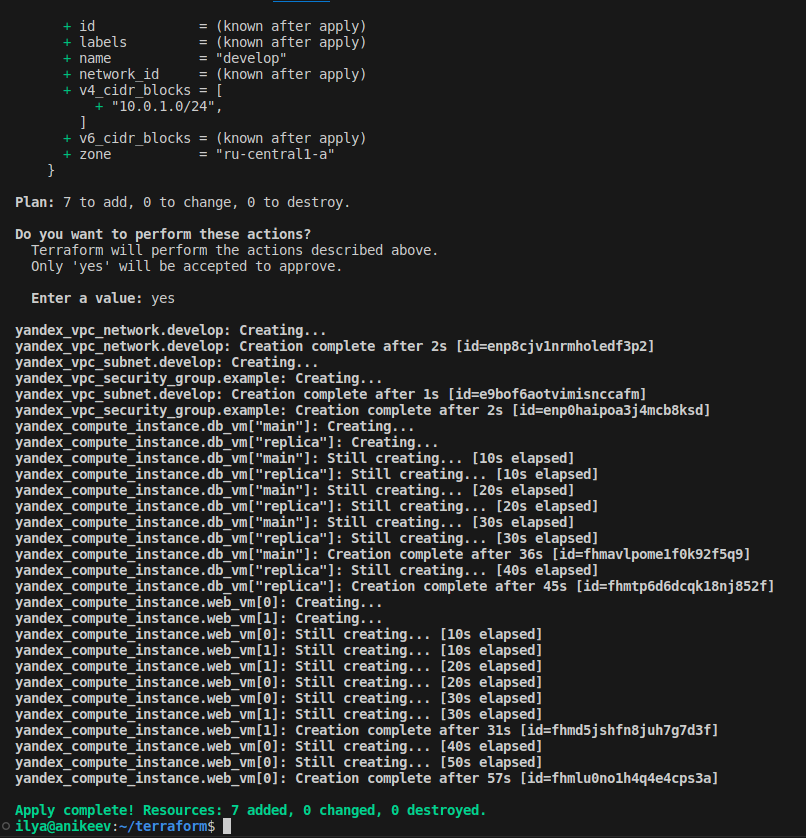 + id             = (known after apply)
+ labels         = (known after apply)
+ name           = "develop"
+ network_id     = (known after apply)
+ v4_cidr_blocks = [
+ "10.0.1.0/24",
]
+ v6_cidr_blocks = (known after apply)
+ zone           = "ru-central1-a"
}
Plan: 7 to add, 0 to change, 0 to destroy.
Do you want to perform these actions?
Terraform will perform the actions described above.
Only 'yes' will be accepted to approve.
Enter a value: yes
yandex_vpc_network.develop: Creating...
yandex_vpc_network.develop: Creation complete after 2s [id=enp8cjv1nrmholedf3p2]
yandex_vpc_subnet.develop: Creating...
yandex_vpc_security_group.example: Creating...
yandex_vpc_subnet.develop: Creation complete after 1s [id=e9bof6aotvimisnccafm]
yandex_vpc_security_group.example: Creation complete after 2s [id=enp0haipoa3j4mcb8ksd]
yandex_compute_instance.db_vm["main"]: Creating...
yandex_compute_instance.db_vm["replica"]: Creating...
yandex_compute_instance.db_vm["main"]: Still creating... [10s elapsed]
yandex_compute_instance.db_vm["replica"]: Still creating... [10s elapsed]
yandex_compute_instance.db_vm["main"]: Still creating... [20s elapsed]
yandex_compute_instance.db_vm["replica"]: Still creating... [20s elapsed]
yandex_compute_instance.db_vm["main"]: Still creating... [30s elapsed]
yandex_compute_instance.db_vm["replica"]: Still creating... [30s elapsed]
yandex_compute_instance.db_vm["main"]: Creation complete after 36s [id=fhmavlpome1f0k92f5q9]
yandex_compute_instance.db_vm["replica"]: Still creating... [40s elapsed]
yandex_compute_instance.db_vm["replica"]: Creation complete after 45s [id=fhmtp6d6dcqk18nj852f]
yandex_compute_instance.web_vm[0]: Creating...
yandex_compute_instance.web_vm[1]: Creating...
yandex_compute_instance.web_vm[0]: Still creating... [10s elapsed]
yandex_compute_instance.web_vm[1]: Still creating... [10s elapsed]
yandex_compute_instance.web_vm[1]: Still creating... [20s elapsed]
yandex_compute_instance.web_vm[0]: Still creating... [20s elapsed]
yandex_compute_instance.web_vm[0]: Still creating... [30s elapsed]
yandex_compute_instance.web_vm[1]: Still creating... [30s elapsed]
yandex_compute_instance.web_vm[1]: Creation complete after 31s [id=fhmd5jshfn8juh7g7d3f]
yandex_compute_instance.web_vm[0]: Still creating... [40s elapsed]
yandex_compute_instance.web_vm[0]: Still creating... [50s elapsed]
yandex_compute_instance.web_vm[0]: Creation complete after 57s [id=fhmlu0no1h4q4e4cps3a]
Apply complete! Resources: 7 added, 0 changed, 0 destroyed.
ilya@anikeev:~/terraform$